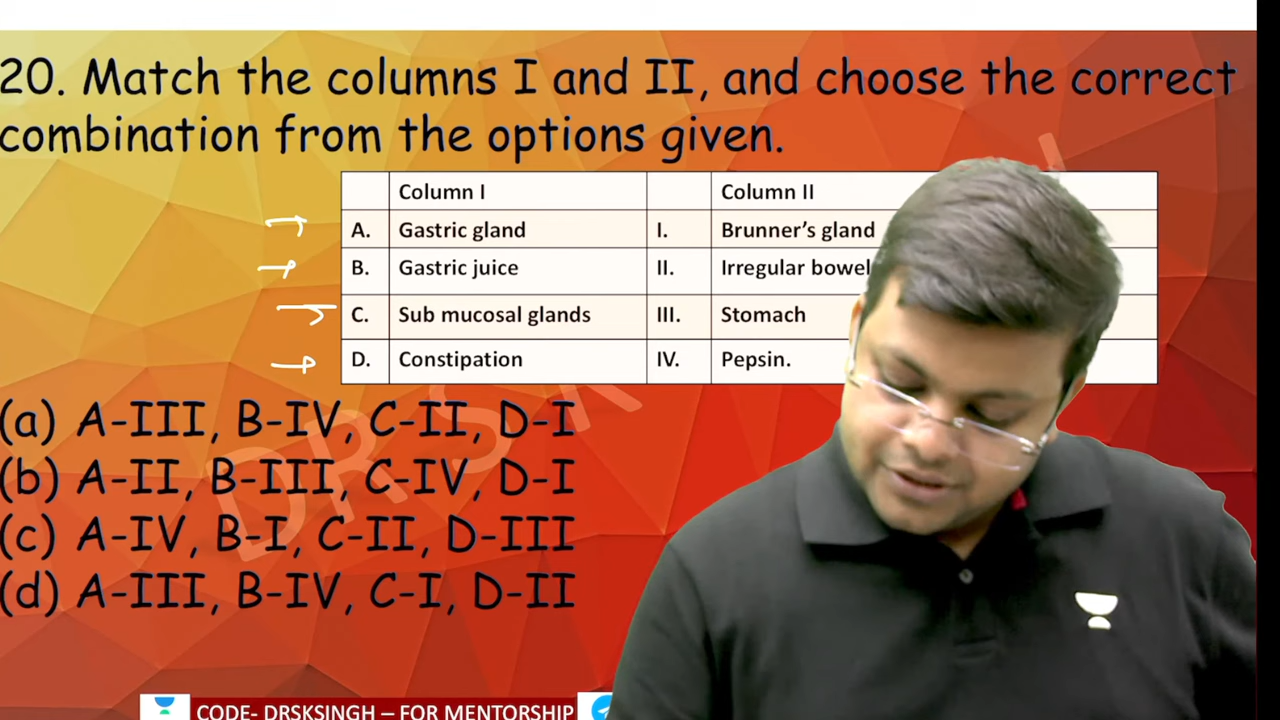 20. Match the columns I and II, and choose the correct
combination from the options given.
Column I Column II
A. Gastric gland I. Brunner's gland
B. Gastric juice II. Irregular bowel
C. Sub mucosal glands III. Stomach
D. Constipation IV. Pepsin.
(a) A-III, B-IV, C-II, D-I
(b) A-II, B-III, C-IV, D-I
(c) A-IV, B-I, C-II, D-III
(d) A-III, B-IV, C-I, D-II
CODE- DRSKSINGH – FOR MENTORSHIP